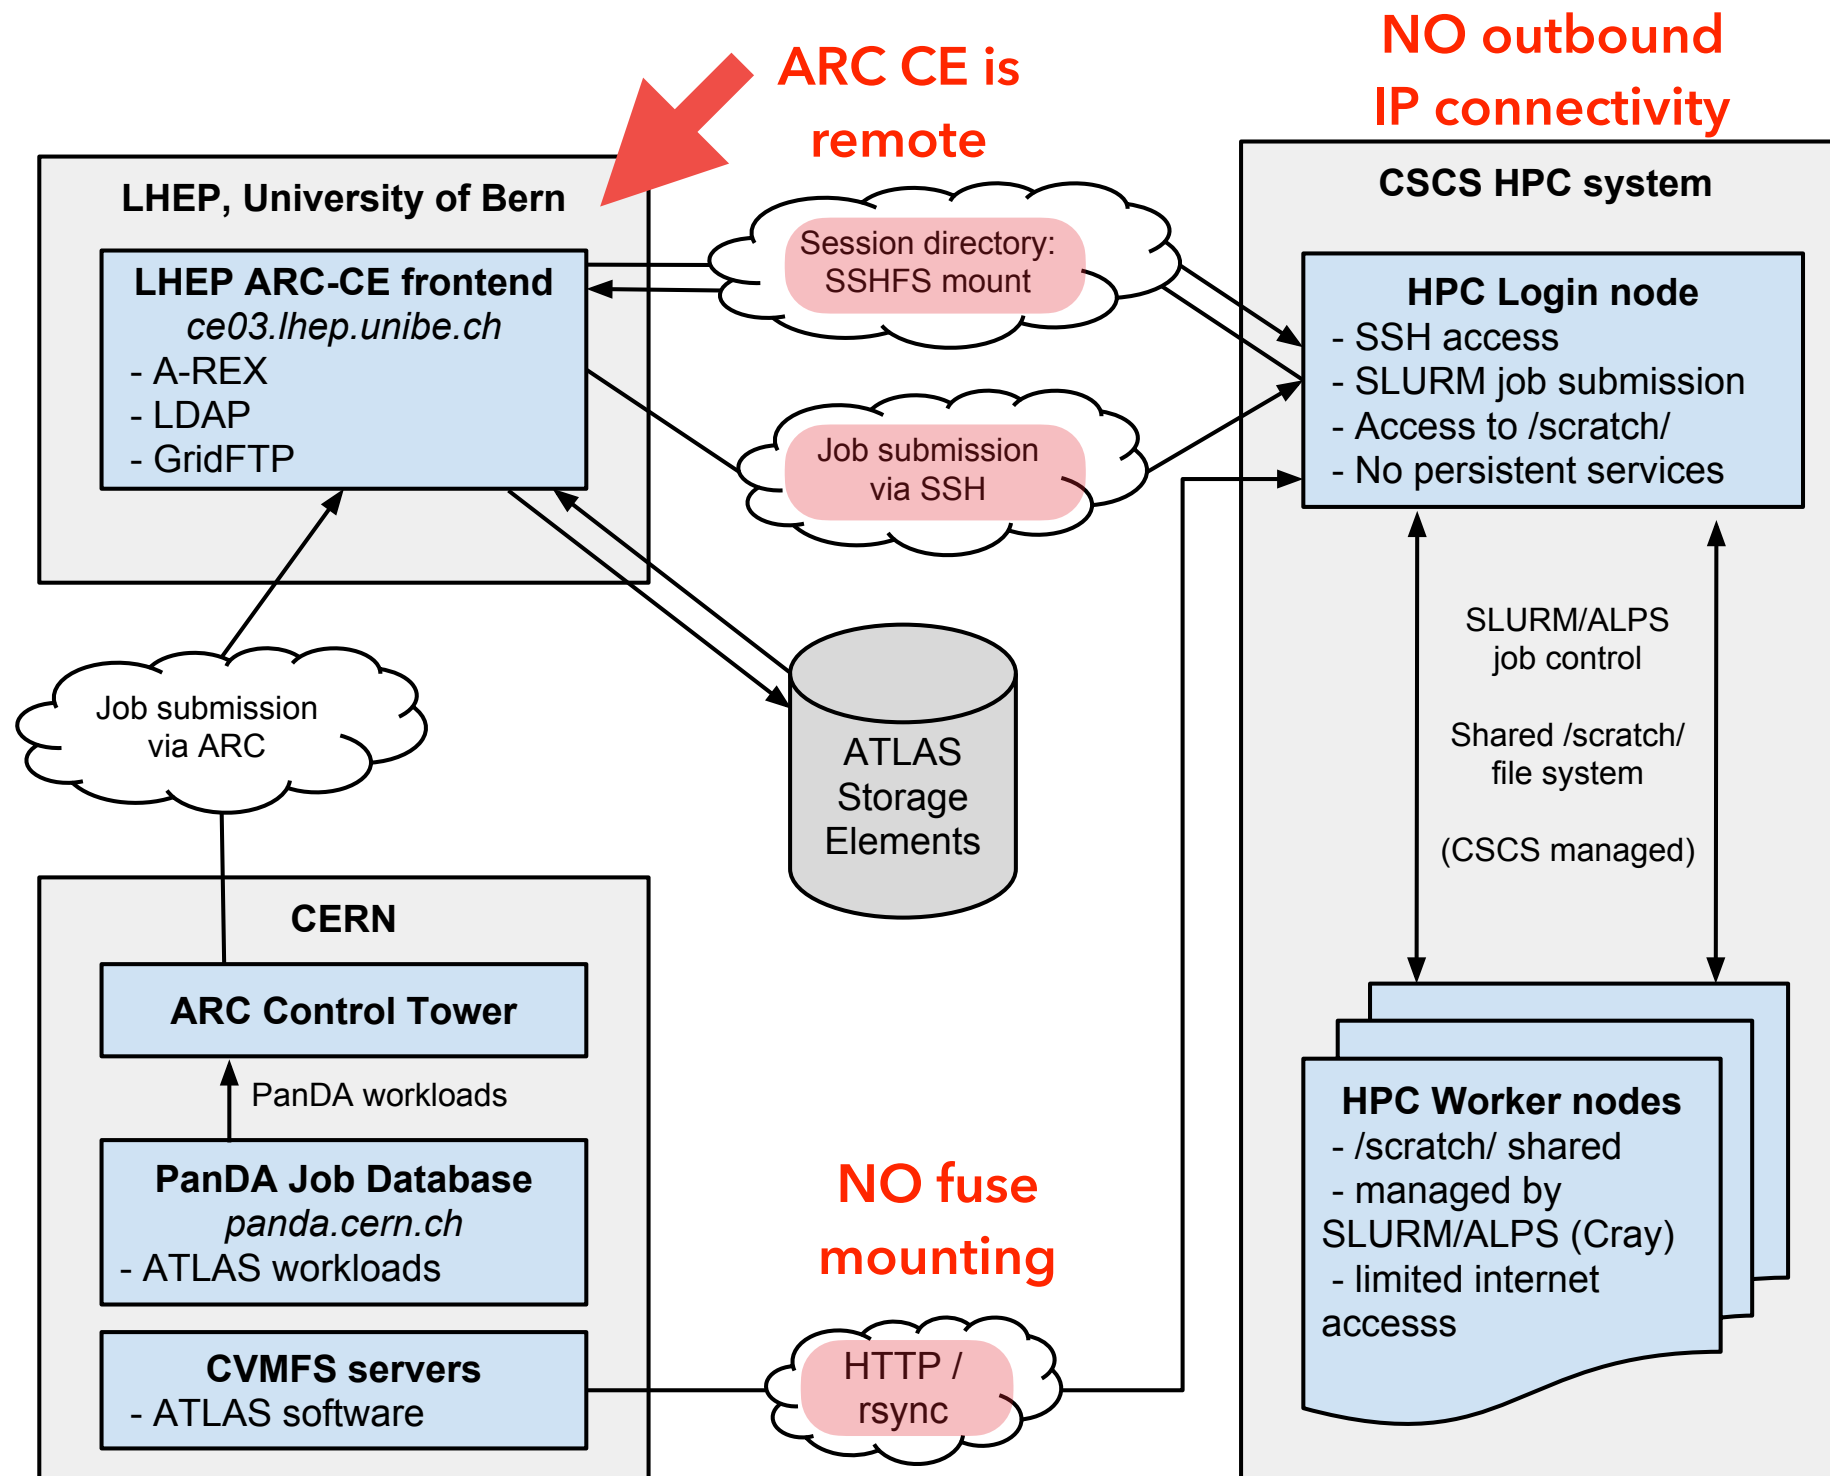 ARC CE is
remote
NO outbound
IP connectivity
LHEP, University of Bern
LHEP ARC-CE frontend
ce03.lhep.unibe.ch
- A-REX
- LDAP
- GridFTP
Session directory:
SSHFS mount
Job submission
via SSH
CSCS HPC system
HPC Login node
- SSH access
- SLURM job submission
- Access to /scratch/
- No persistent services
SLURM/ALPS
job control
Shared /scratch/
file system
(CSCS managed)
Job submission
via ARC
ATLAS
Storage
Elements
CERN
ARC Control Tower
PanDA workloads
PanDA Job Database
panda.cern.ch
- ATLAS workloads
CVMFS servers
- ATLAS software
NO fuse
mounting
HTTP /
rsync
HPC Worker nodes
- /scratch/ shared
- managed by
SLURM/ALPS (Cray)
- limited internet
accesss